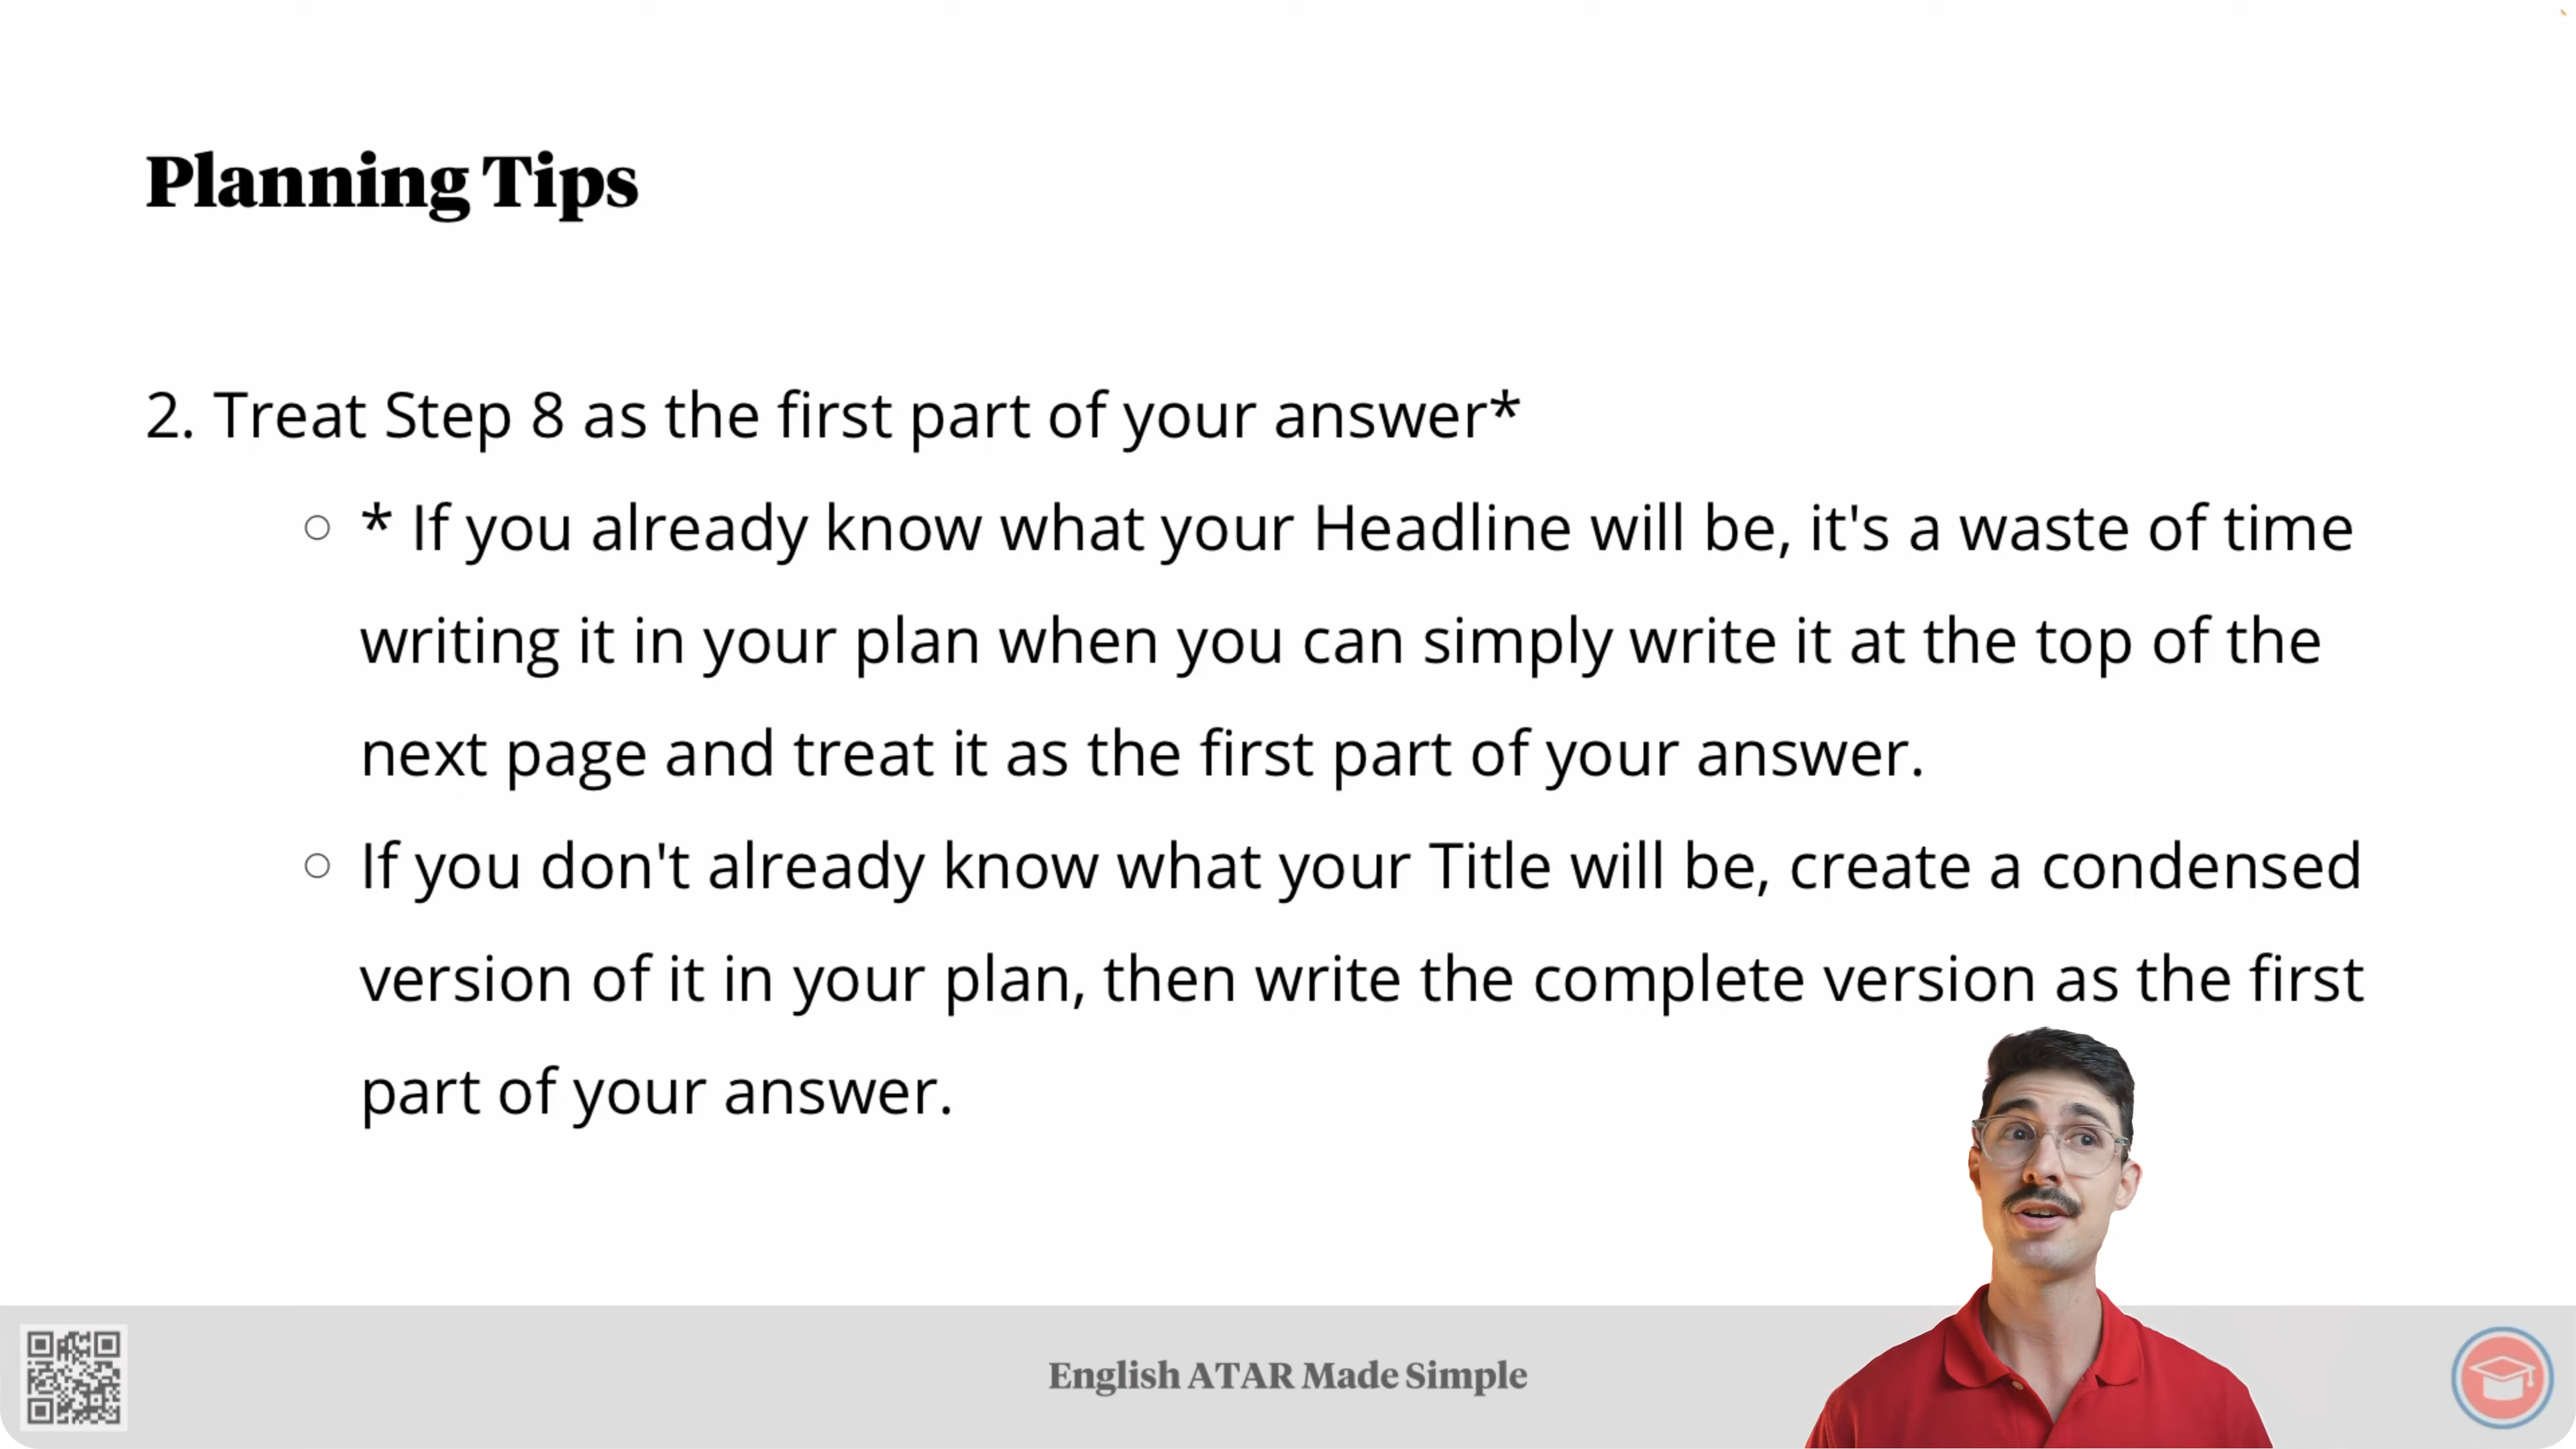 Planning Tips
2. Treat Step 8 as the first part of your answer*
* If you already know what your Headline will be, it's a waste of time
writing it in your plan when you can simply write it at the top of the
next page and treat it as the first part of your answer.
If you don't already know what your Title will be, create a condensed
version of it in your plan, then write the complete version as the first
part of your answer.
English ATAR Made Simple